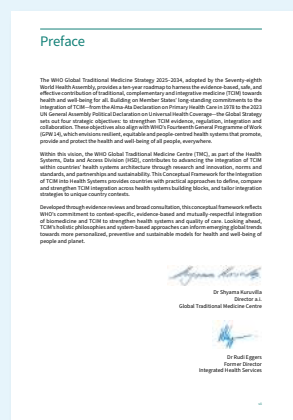 Preface
The WHO Global Traditional Medicine Strategy 2025–2034, adopted by the Seventy-eighth
World Health Assembly, provides a ten-year roadmap to harness the evidence-based, safe, and
effective contribution of traditional, complementary and integrative medicine (TCIM) towards
health and well-being for all. Building on Member States' long-standing commitments to the
integration of TCIM—from the Alma-Ata Declaration on Primary Health Care in 1978 to the 2023
UN General Assembly Political Declaration on Universal Health Coverage—the Global Strategy
sets out four strategic objectives: to strengthen TCIM evidence, regulation, integration and
collaboration. These objectives also align with WHO's Fourteenth General Programme of Work
(GPW 14), which envisions resilient, equitable and people-centred health systems that promote,
provide and protect the health and well-being of all people, everywhere.
Within this vision, the WHO Global Traditional Medicine Centre (TMC), as part of the Health
Systems, Data and Access Division (HSD), contributes to advancing the integration of TCIM
within countries' health systems architecture through research and innovation, norms and
standards, and partnerships and sustainability. This Conceptual Framework for the integration
of TCIM into Health Systems provides countries with practical approaches to define, compare
and strengthen TCIM integration across health systems building blocks, and tailor integration
strategies to unique country contexts.
Developed through evidence reviews and broad consultation, this conceptual framework reflects
WHO's commitment to context-specific, evidence-based and mutually-respectful integration
of biomedicine and TCIM to strengthen health systems and quality of care. Looking ahead,
TCIM's holistic philosophies and system-based approaches can inform emerging global trends
towards more personalized, preventive and sustainable models for health and well-being of
people and planet.
Dr Shyama Kuruvilla
Director a.i.
Global Traditional Medicine Centre
Dr Rudi Eggers
Former Director
Integrated Health Services